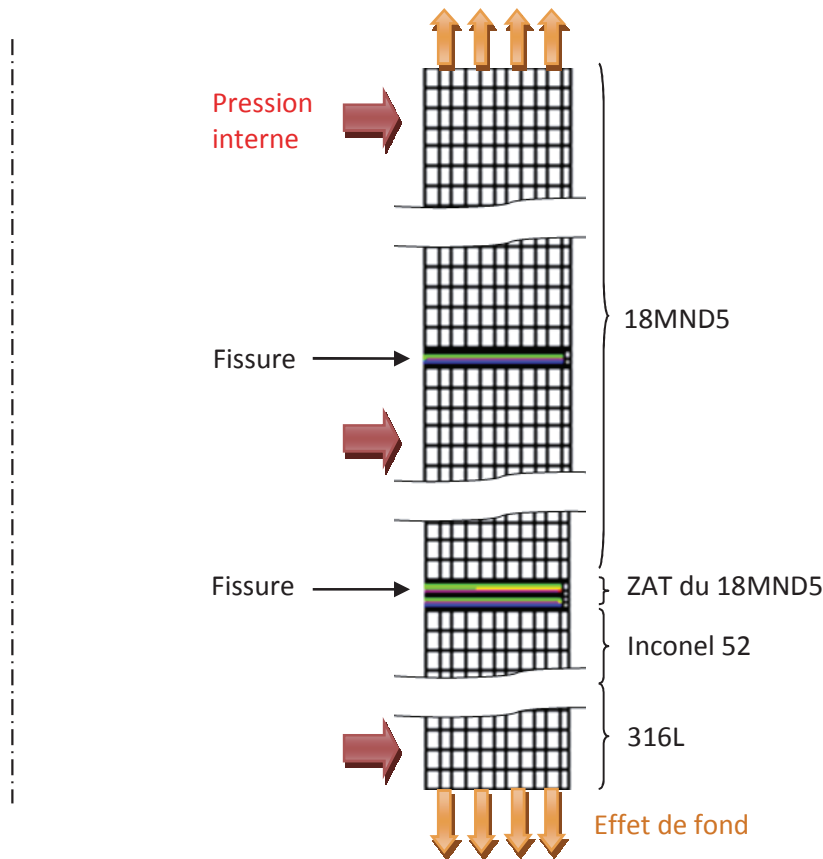 Pression
interne
18MND5
Fissure
Fissure
ZAT du 18MND5
Inconel 52
316L
Effet de fond